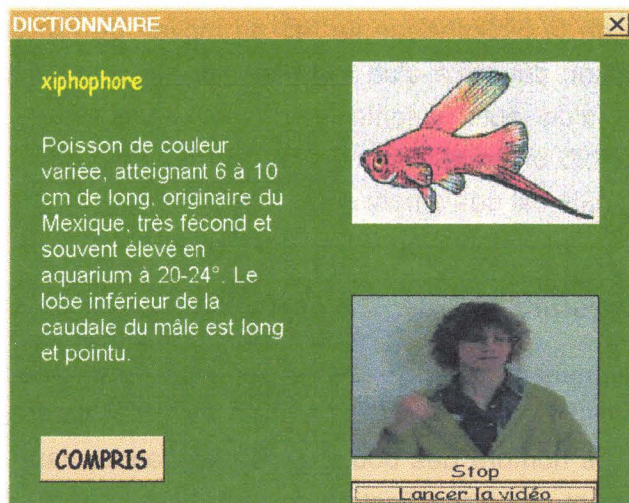 DICTIONNAIRE
xiphophore
Poisson de couleur
variée, atteignant 6 à 10
cm de long, originaire du
Mexique, très fécond et
souvent élevé en
aquarium à 20-24°. Le
lobe inférieur de la
caudale du mâle est long
et pointu.
COMPRIS
Stop
Lancer la vidéo